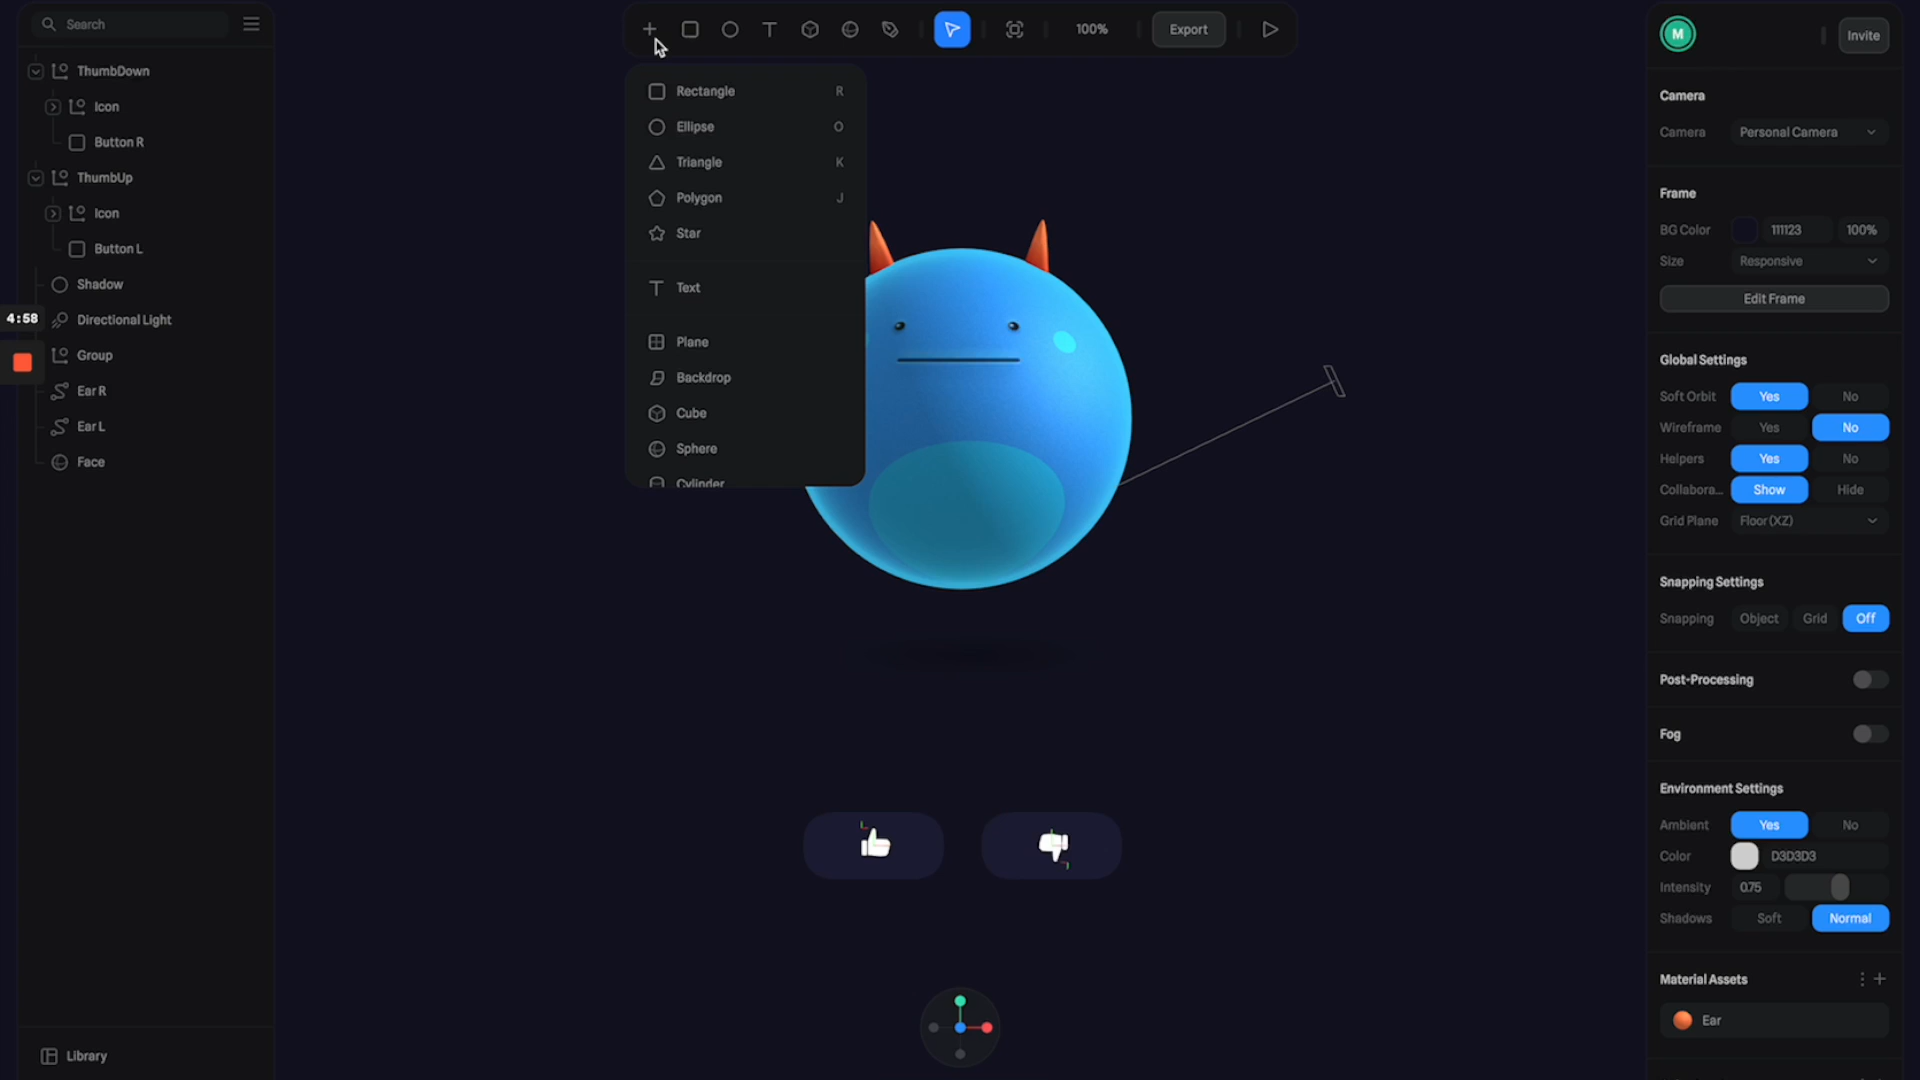 Search
ThumbDown
Icon
Button R
ThumbUp
Icon
Button L
Shadow
4:58
Directional Light
Group
Ear R
Ear L
Face
Library
100%
Export
Rectangle R
Ellipse O
Triangle K
Polygon J
Star
Text
Plane
Backdrop
Cube
Sphere
Cylinder
M
Invite
Camera
Camera Personal Camera
Frame
BG Color 111123 100%
Size Responsive
Edit Frame
Global Settings
Soft Orbit Yes No
Wireframe Yes No
Helpers Yes No
Collabora... Show Hide
Grid Plane Floor (XZ)
Snapping Settings
Snapping Object Grid Off
Post-Processing
Fog
Environment Settings
Ambient Yes No
Color D3D3D3
Intensity 0.75
Shadows Soft Normal
Material Assets
Ear